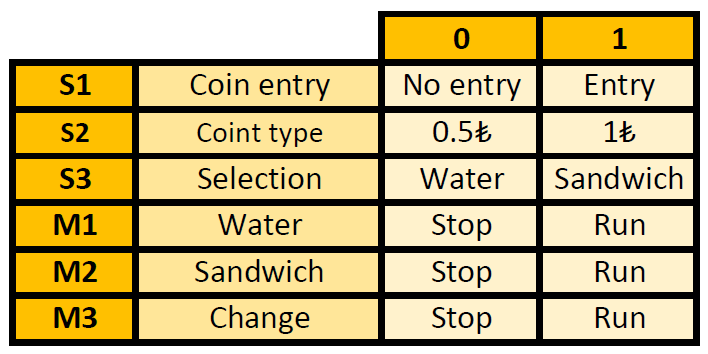 0 1
S1 Coin entry No entry Entry
S2 Coint type 0.5₺ 1₺
S3 Selection Water Sandwich
M1 Water Stop Run
M2 Sandwich Stop Run
M3 Change Stop Run